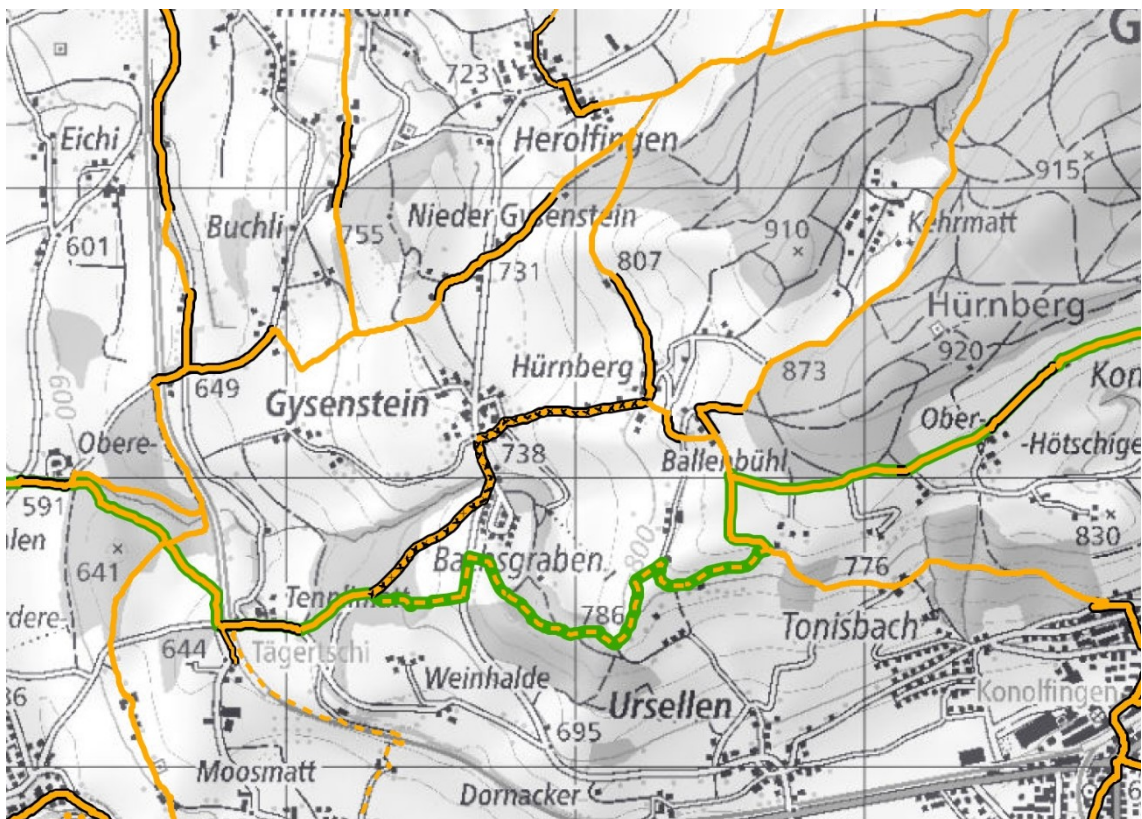 G
723
Herolfingen
Eichi
915
Nieder Gysenstein
Buchli
755
Kehrmatt
601
910
731
807
Hürnberg
920
Hürnberg
873
649
Kon
600
Gysenstein
Obere-
Ober-
-Hötschige
738
Ballenbühl
591
830
800
641
776
786
Tonisbach
644
Tägertschi
Weinhalde
Konolfingen
Ursellen
695
Moosmatt
Dornacker